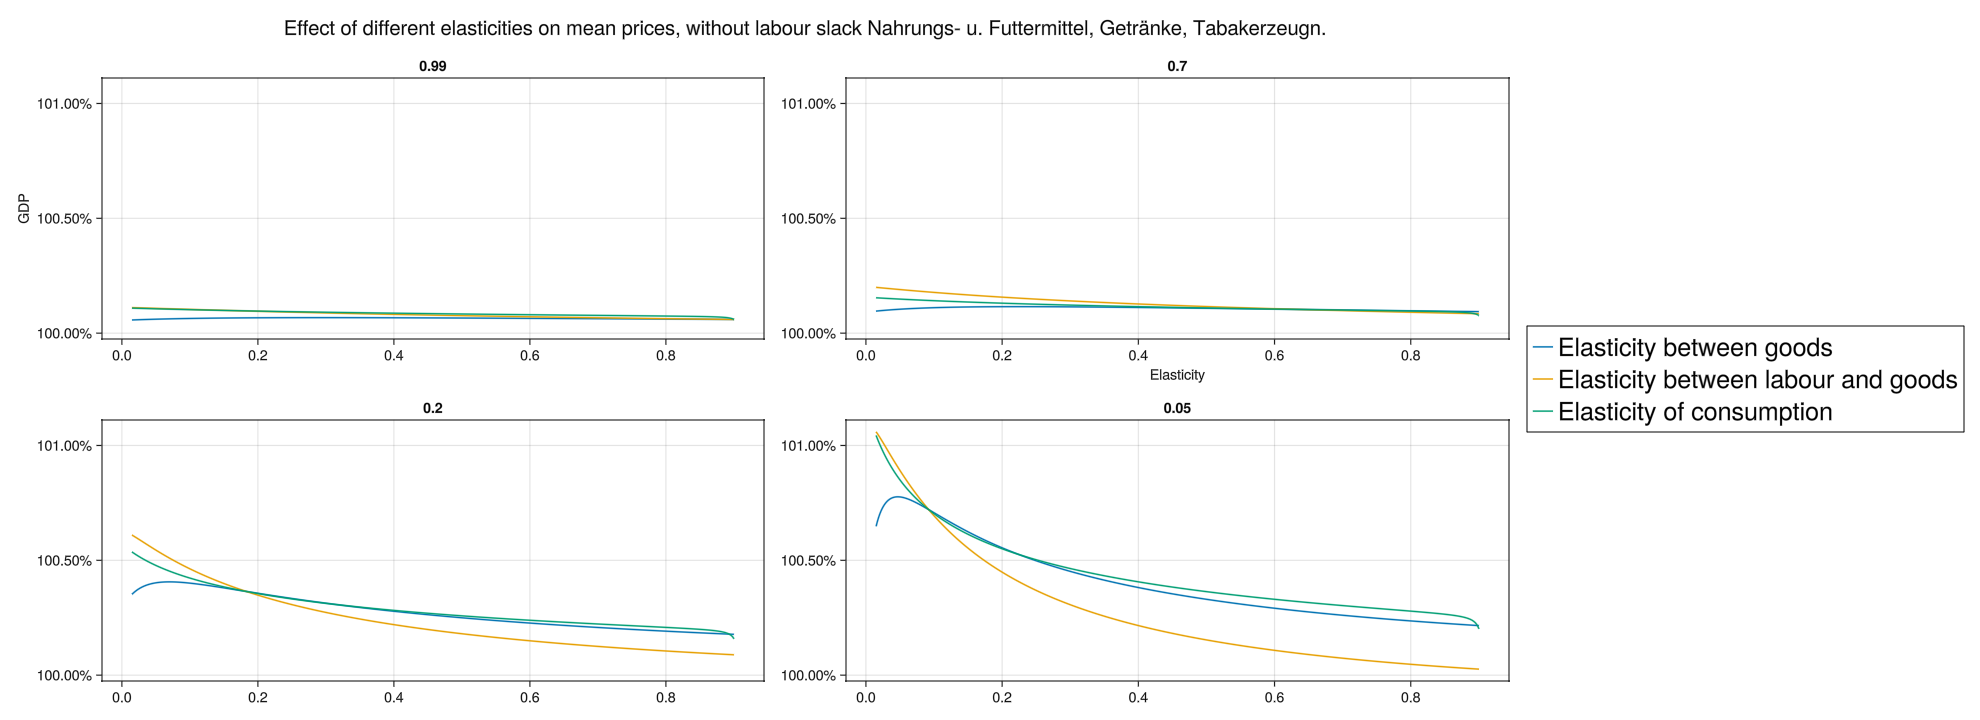 Effect of different elasticities on mean prices, without labour slack Nahrungs- u. Futtermittel, Getränke, Tabakerzeugn.
0.99
101.00%
100.50%
100.00%
GDP
0.0 0.2 0.4 0.6 0.8
0.7
101.00%
100.50%
100.00%
0.0 0.2 0.4 0.6 0.8
Elasticity
0.2
101.00%
100.50%
100.00%
0.0 0.2 0.4 0.6 0.8
0.05
101.00%
100.50%
100.00%
0.0 0.2 0.4 0.6 0.8
Elasticity between goods
Elasticity between labour and goods
Elasticity of consumption